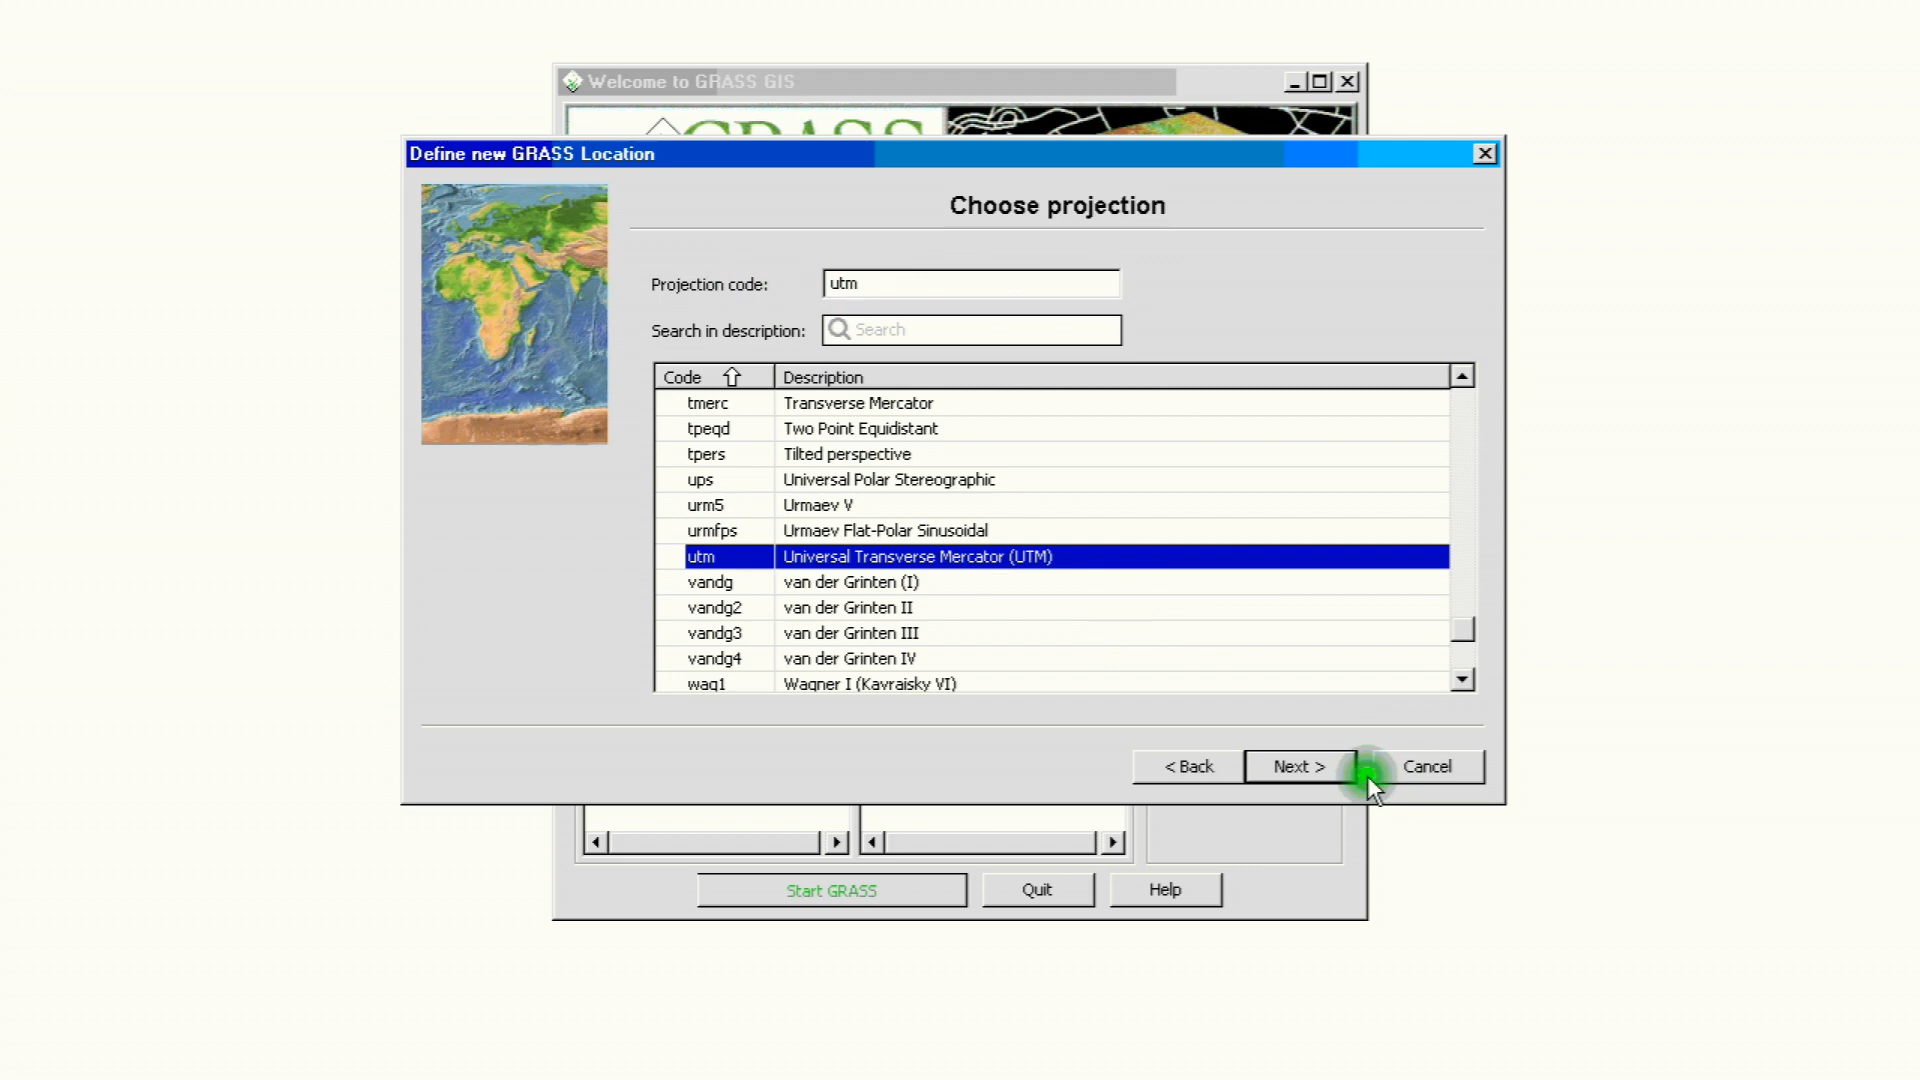 Welcome to GRASS GIS
GRASS
Define new GRASS Location
Choose projection
Projection code: utm
Search in description: Search
Code Description
tmerc Transverse Mercator
tpeqd Two Point Equidistant
tpers Tilted perspective
ups Universal Polar Stereographic
urm5 Urmaev V
urmfps Urmaev Flat-Polar Sinusoidal
utm Universal Transverse Mercator (UTM)
vandg van der Grinten (I)
vandg2 van der Grinten II
vandg3 van der Grinten III
vandg4 van der Grinten IV
wag1 Wagner I (Kavraisky VI)
< Back Next > Cancel
Start GRASS Quit Help